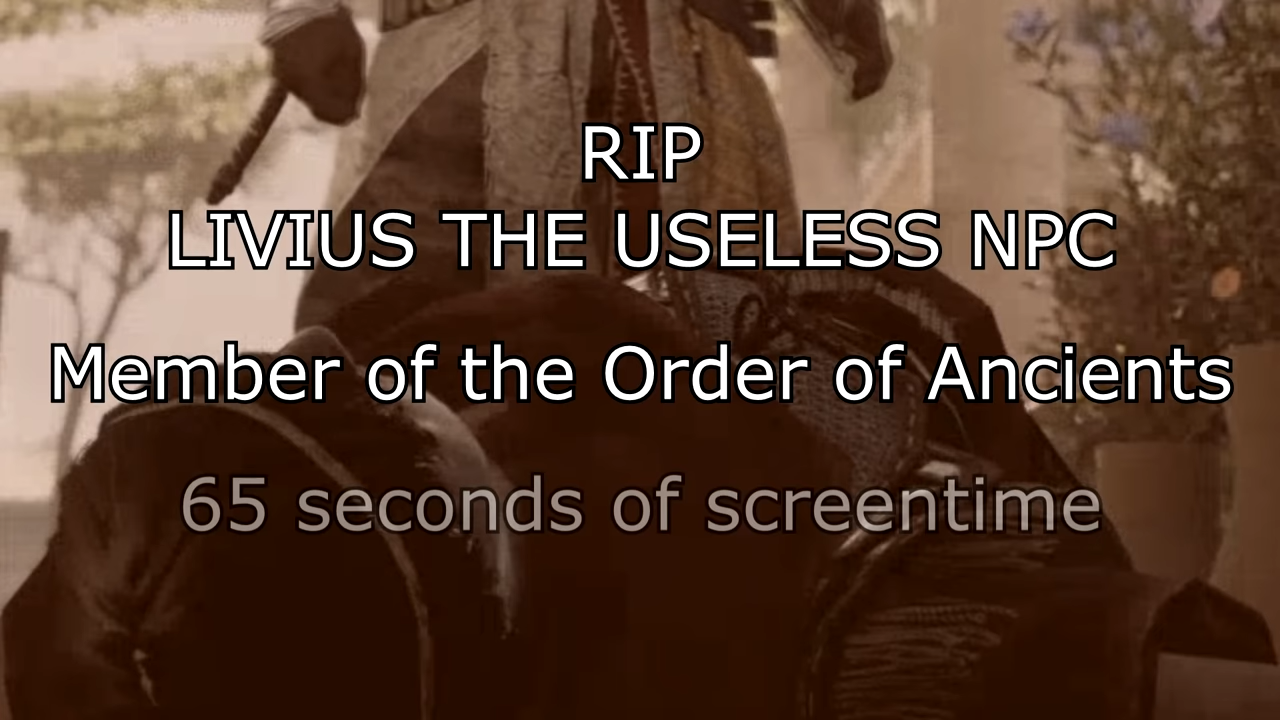 RIP
LIVIUS THE USELESS NPC
Member of the Order of Ancients
65 seconds of screentime